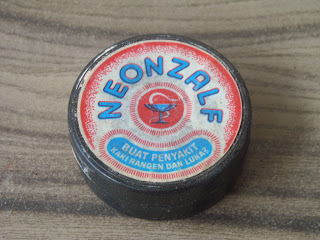 NEONZALF
BUAT PENYAKIT
KAKI RANGEN DAN LUKA2